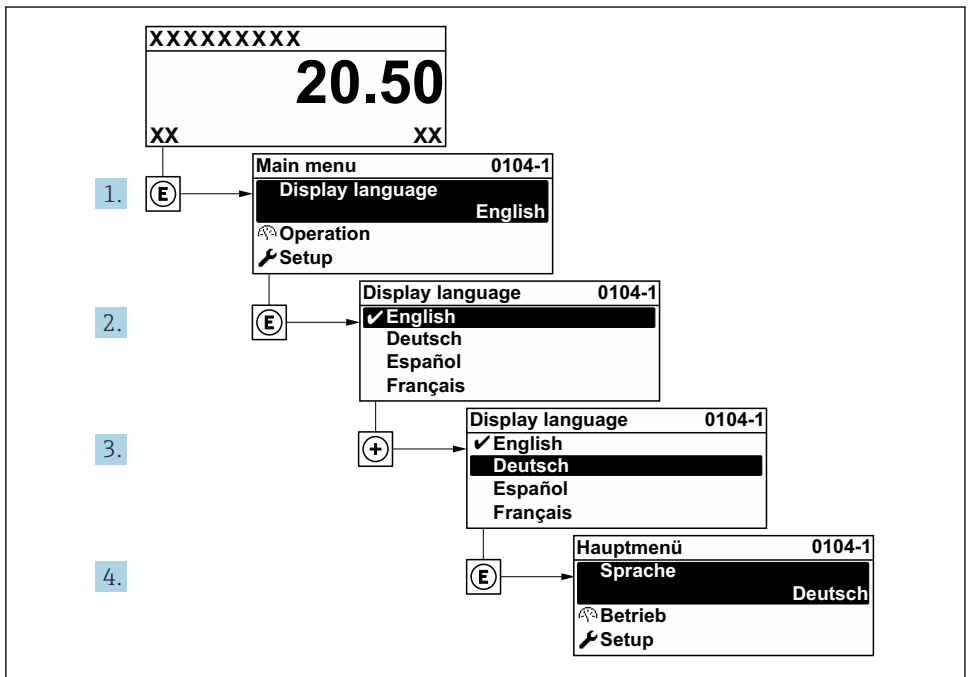 XXXXXXXXX
20.50
XX XX
1. E
Main menu 0104-1
Display language
English
Operation
Setup
2. E
Display language 0104-1
✔English
Deutsch
Español
Français
3. +
Display language 0104-1
✔English
Deutsch
Español
Français
4. E
Hauptmenü 0104-1
Sprache
Deutsch
Betrieb
Setup